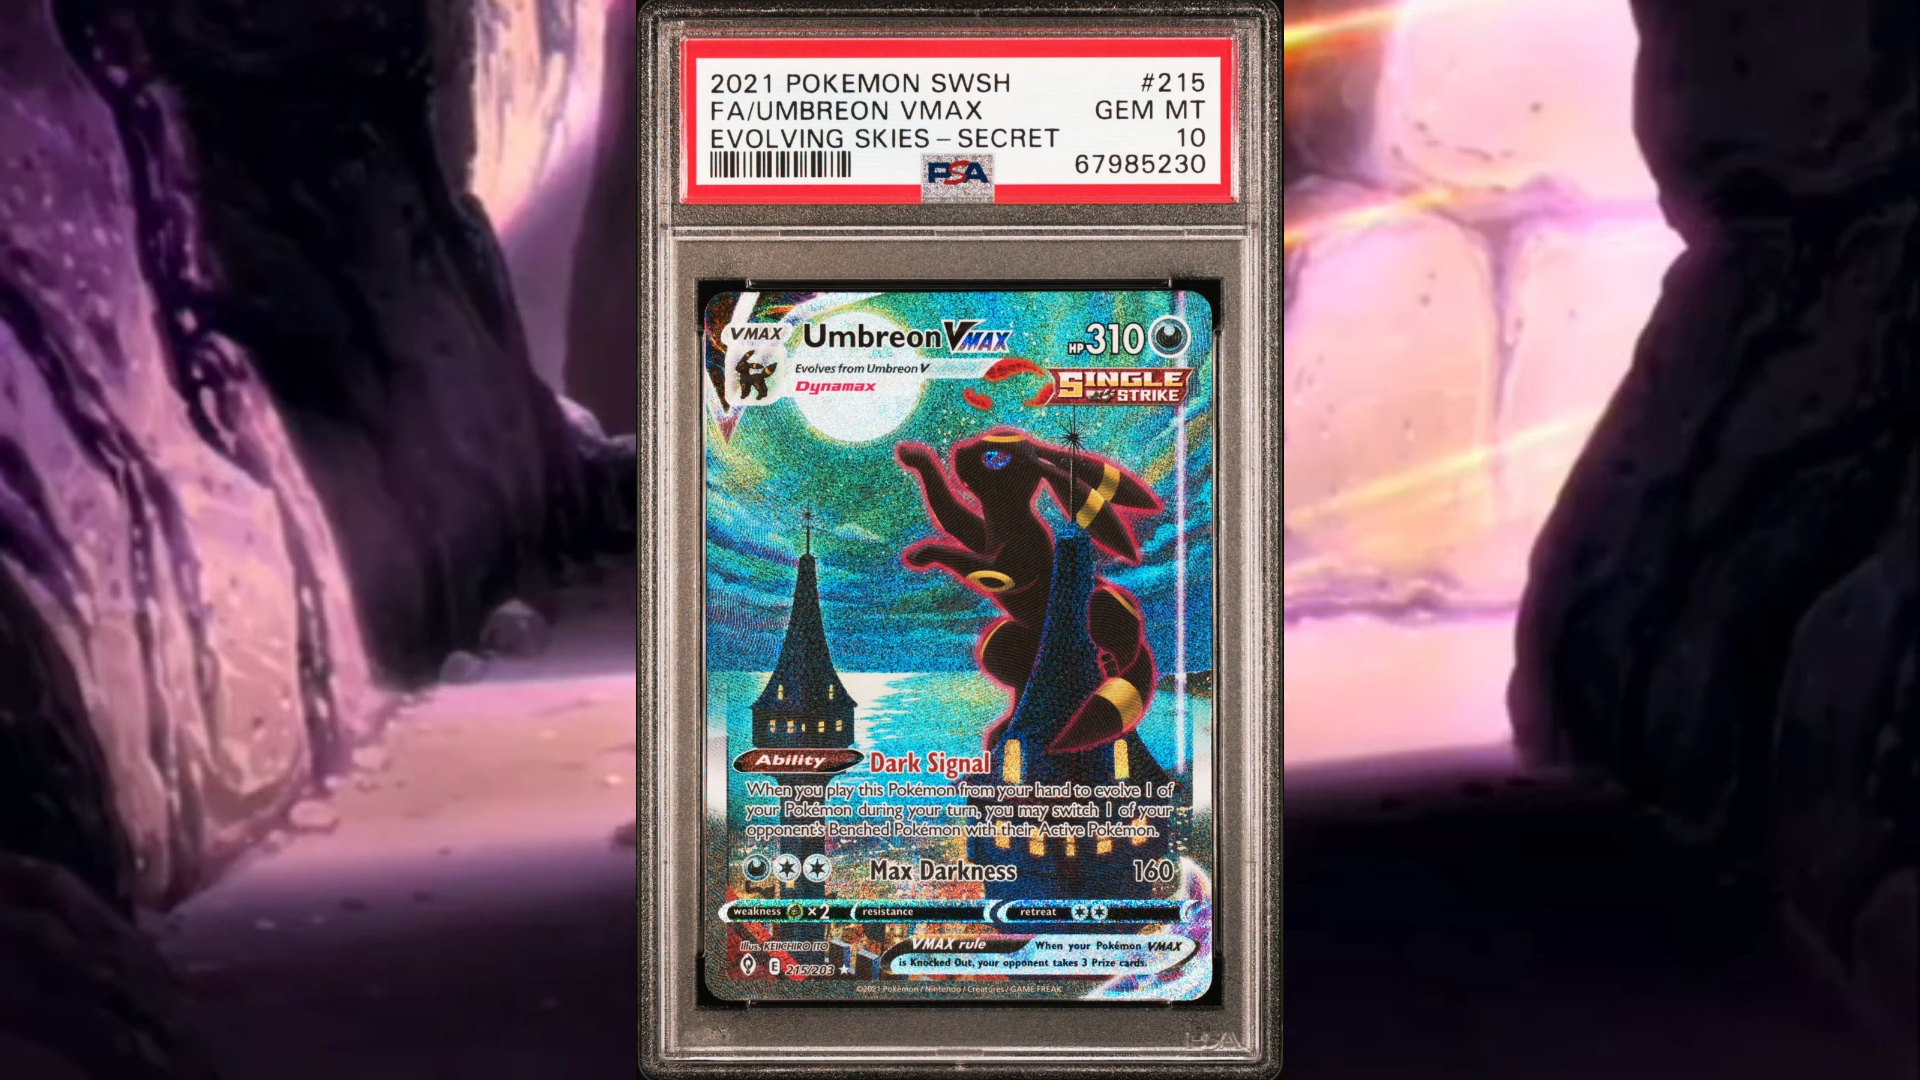 2021 POKEMON SWSH #215
FA/UMBREON VMAX GEM MT
EVOLVING SKIES – SECRET 10
PSA 67985230
VMAX Umbreon VMAX HP 310
Evolves from Umbreon V
Dynamax
SINGLE
STRIKE
Ability Dark Signal
When you play this Pokémon from your hand to evolve 1 of
your Pokémon during your turn, you may switch 1 of your
opponent's Benched Pokémon with their Active Pokémon.
Max Darkness 160
weakness ×2 resistance retreat
Illus. KEIICHIRO ITO
VMAX rule When your Pokémon VMAX
is Knocked Out, your opponent takes 3 Prize cards.
E 215/203
©2021 Pokémon / Nintendo / Creatures / GAME FREAK
PSA